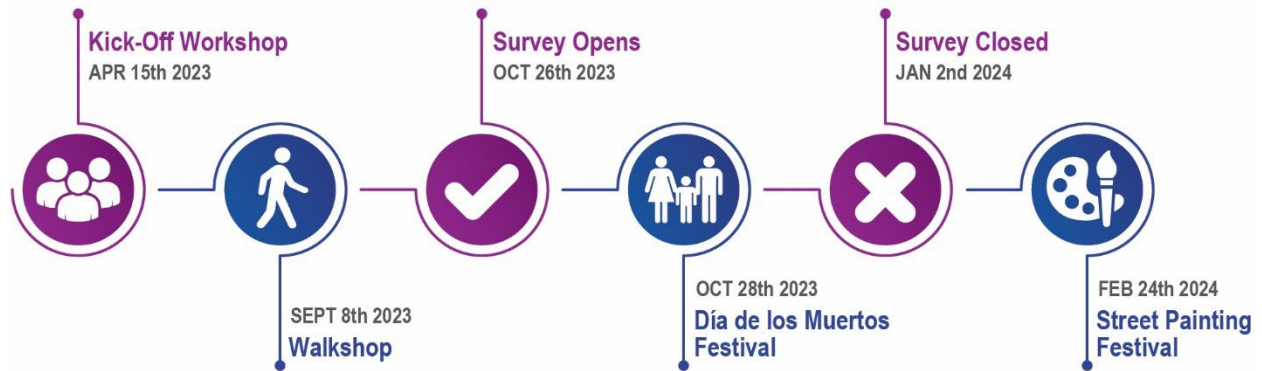 Kick-Off Workshop
APR 15th 2023
SEPT 8th 2023
Walkshop
Survey Opens
OCT 26th 2023
OCT 28th 2023
Día de los Muertos
Festival
Survey Closed
JAN 2nd 2024
FEB 24th 2024
Street Painting
Festival